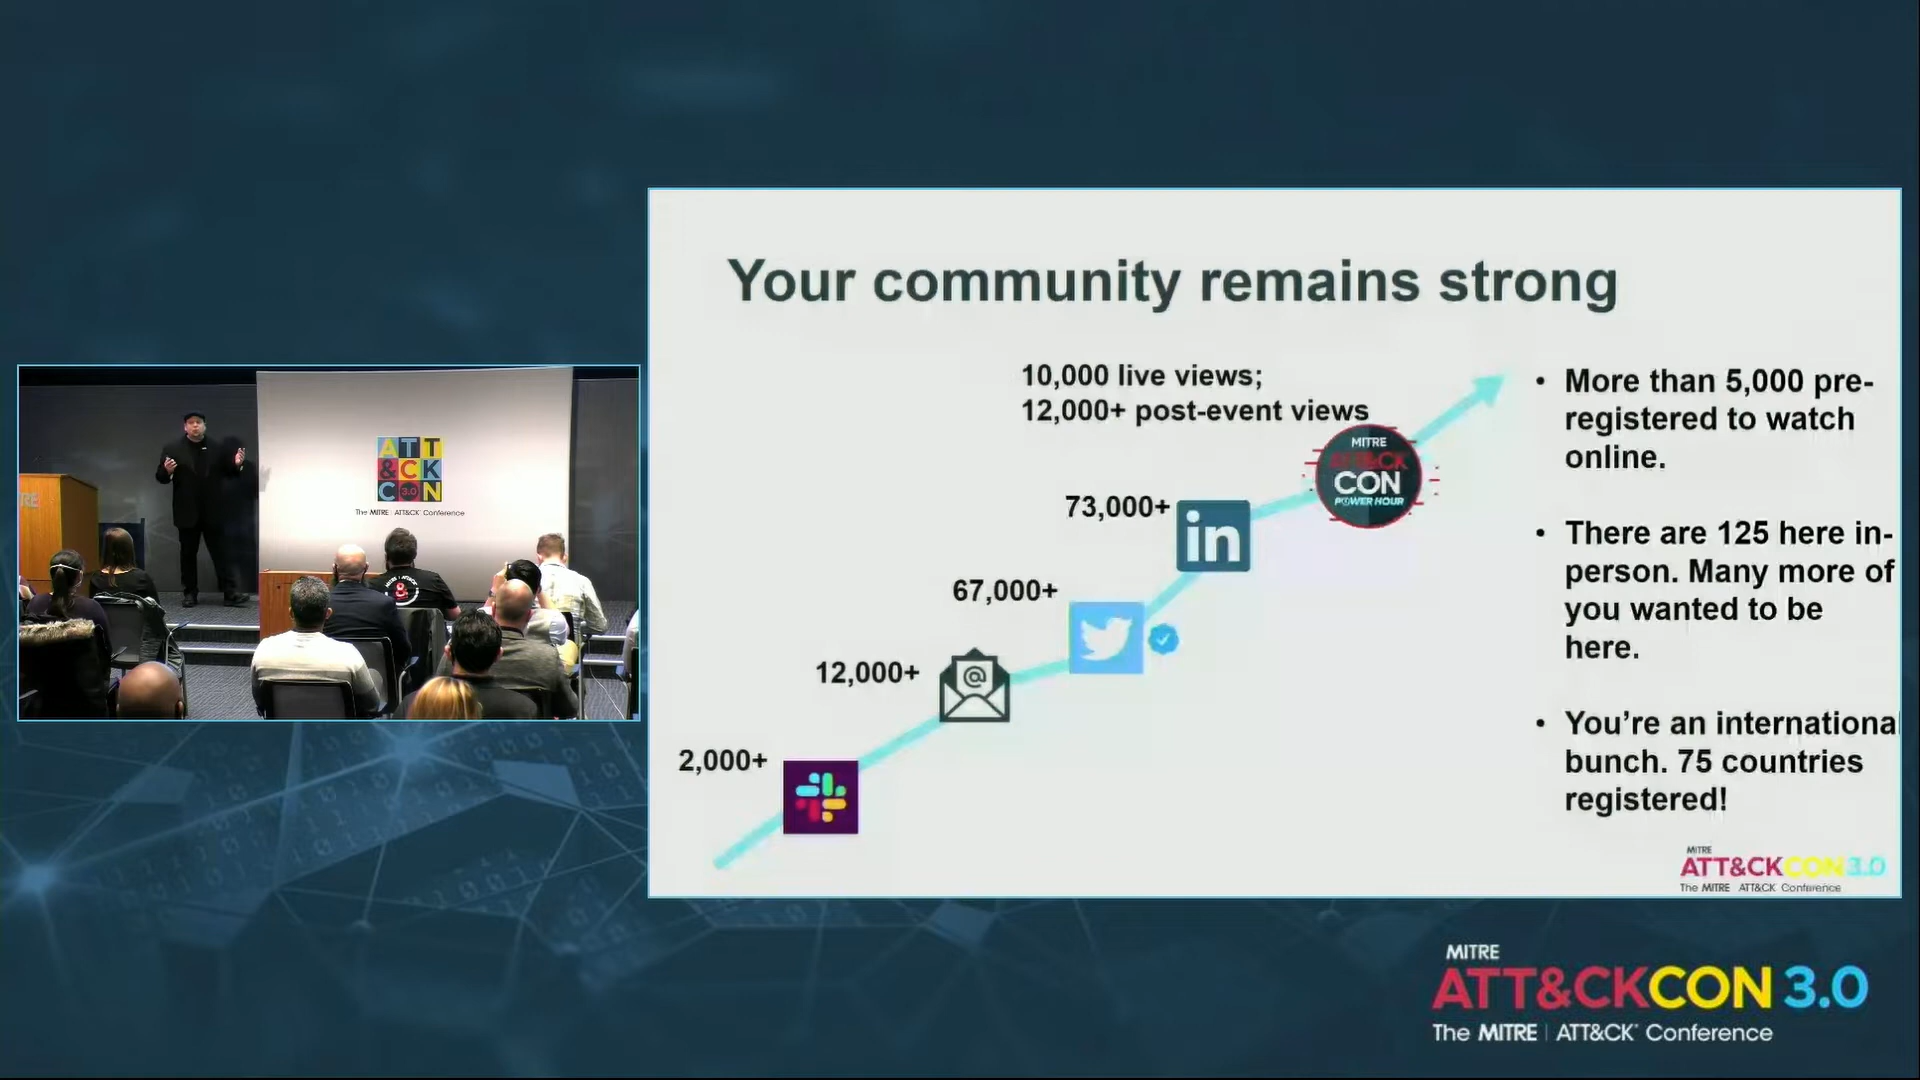 Your community remains strong
10,000 live views;
12,000+ post-event views
MITRE
ATT&CK
CON
POWER HOUR
73,000+
in
67,000+
12,000+
@
2,000+
• More than 5,000 pre-
registered to watch
online.
• There are 125 here in-
person. Many more of
you wanted to be
here.
• You’re an international
bunch. 75 countries
registered!
MITRE
ATT&CKCON 3.0
The MITRE ATT&CK Conference
ATT
&CK
CON
3.0
The MITRE | ATT&CK Conference
MITRE
ATT&CKCON 3.0
The MITRE | ATT&CK® Conference